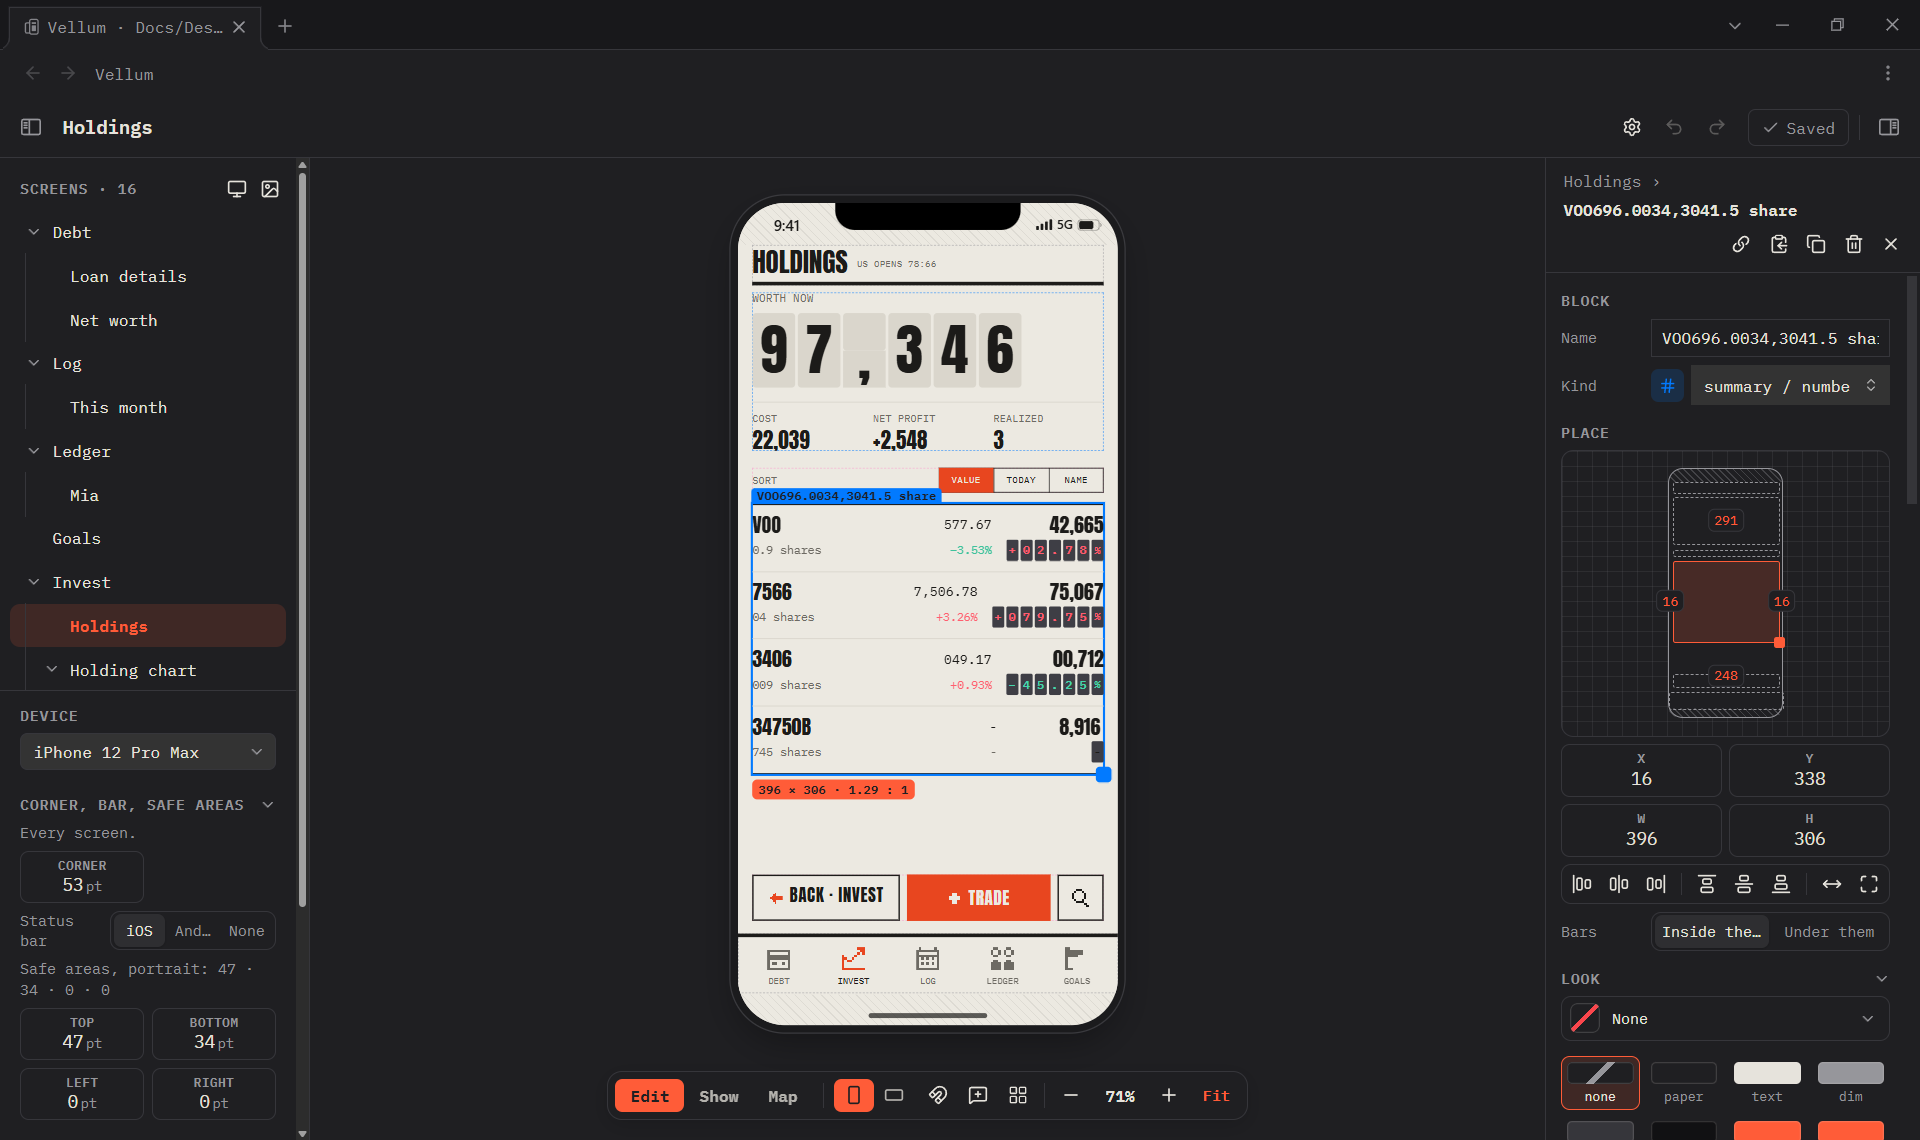 Vellum · Docs/Des…
Vellum
Holdings
Saved
SCREENS · 16
Debt
Loan details
Net worth
Log
This month
Ledger
Mia
Goals
Invest
Holdings
Holding chart
DEVICE
iPhone 12 Pro Max
CORNER, BAR, SAFE AREAS
Every screen.
CORNER
53 pt
Status bar
iOS And… None
Safe areas, portrait: 47 ·
34 · 0 · 0
TOP
47 pt
BOTTOM
34 pt
LEFT
0 pt
RIGHT
0 pt
9:41
5G
HOLDINGS US OPENS 78:66
WORTH NOW
97,346
COST NET PROFIT REALIZED
22,039 +2,548 3
SORT VALUE TODAY NAME
VOO696.0034,3041.5 share
VOO 577.67 42,665
0.9 shares −3.53% +02.78%
7566 7,506.78 75,067
04 shares +3.26% +079.75%
3406 049.17 00,712
009 shares +0.93% −45.25%
34750B - 8,916
745 shares - -
396 × 306 · 1.29 : 1
BACK · INVEST
TRADE
DEBT INVEST LOG LEDGER GOALS
Edit Show Map 71% Fit
Holdings ›
VOO696.0034,3041.5 share
BLOCK
Name VOO696.0034,3041.5 sha
Kind # summary / numbe
PLACE
291
16 16
248
X
16
Y
338
W
396
H
306
Bars Inside the… Under them
LOOK
None
none paper text dim